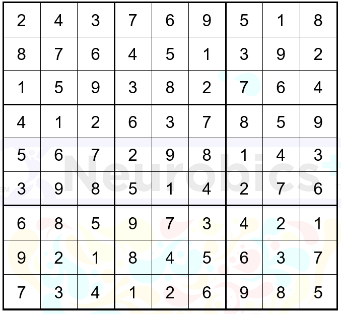 2 4 3 7 6 9 5 1 8
8 7 6 4 5 1 3 9 2
1 5 9 3 8 2 7 6 4
4 1 2 6 3 7 8 5 9
5 6 7 2 9 8 1 4 3
Neurobics
3 9 8 5 1 4 2 7 6
6 8 5 9 7 3 4 2 1
9 2 1 8 4 5 6 3 7
7 3 4 1 2 6 9 8 5